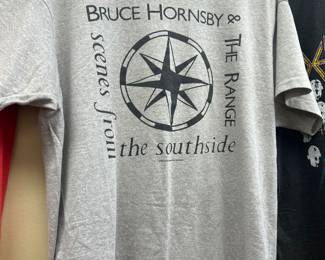 BRUCE HORNSBY & THE RANGE
scenes from
the southside